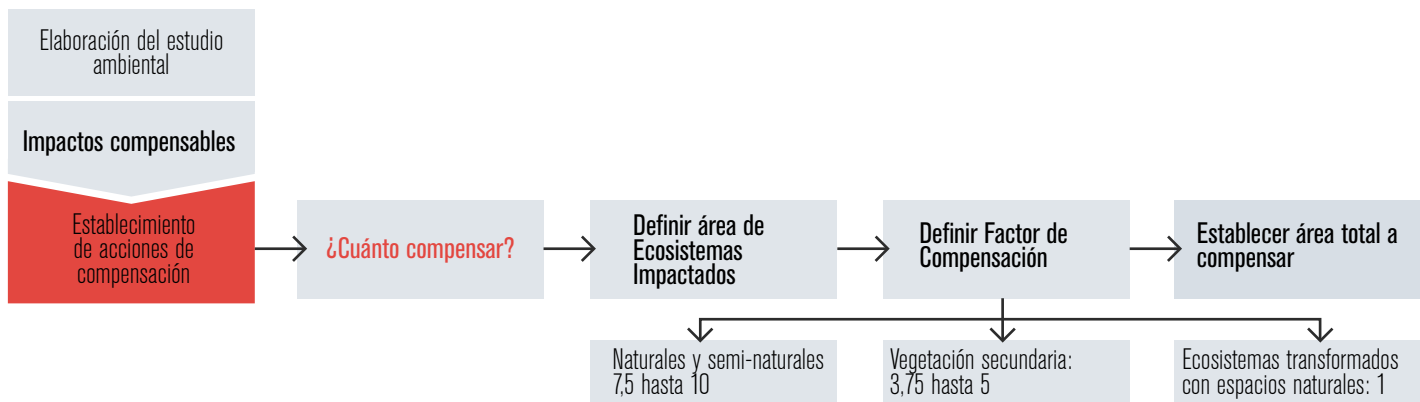 Elaboración del estudio
ambiental
Impactos compensables
Establecimiento
de acciones de
compensación
¿Cuánto compensar?
Definir área de
Ecosistemas
Impactados
Definir Factor de
Compensación
Establecer área total a
compensar
Naturales y semi-naturales
7,5 hasta 10
Vegetación secundaria:
3,75 hasta 5
Ecosistemas transformados
con espacios naturales: 1